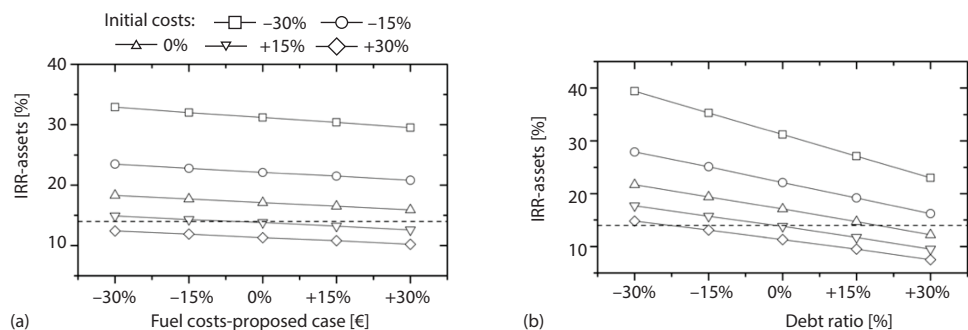 Initial costs: –30% –15%
0% +15% +30%
40
30
20
10
IRR-assets [%]
–30% –15% 0% +15% +30%
(a) Fuel costs-proposed case [€]
40
30
20
10
IRR-assets [%]
–30% –15% 0% +15% +30%
(b) Debt ratio [%]